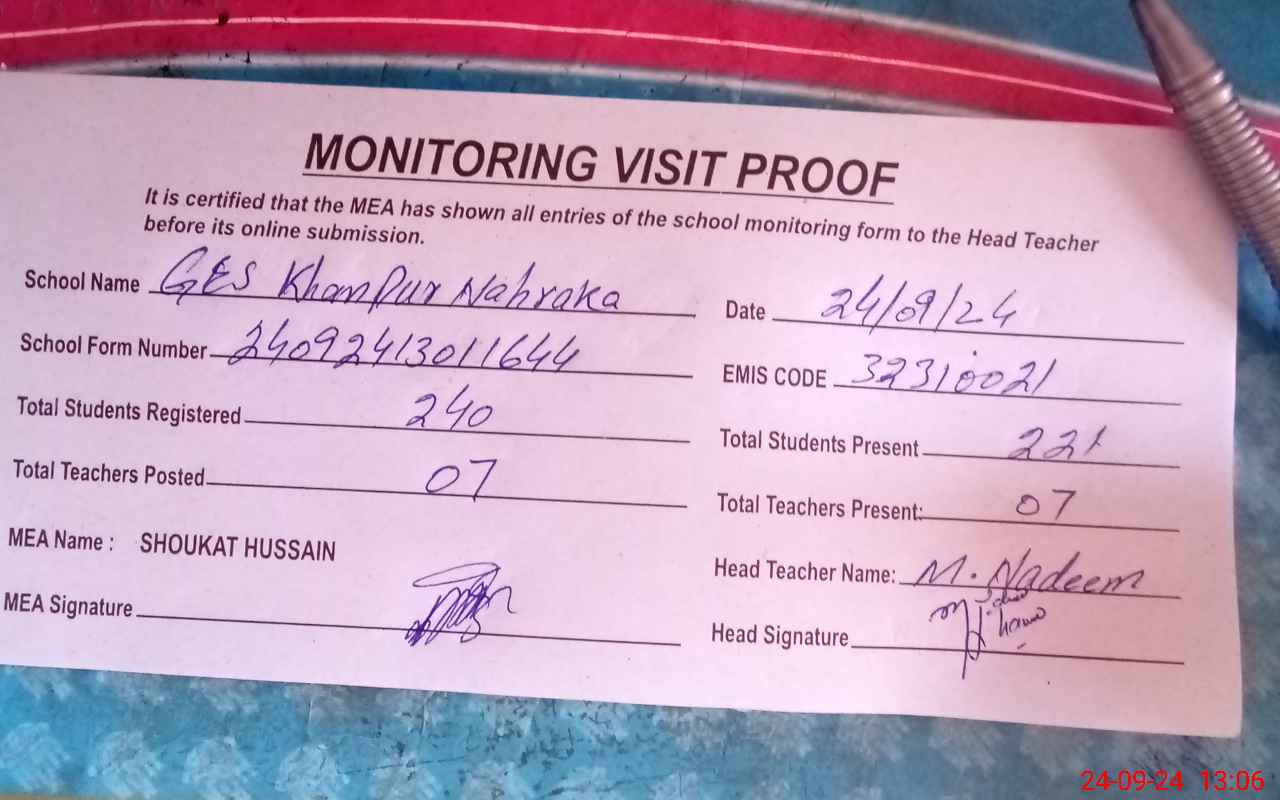 MONITORING VISIT PROOF
It is certified that the MEA has shown all entries of the school monitoring form to the Head Teacher
before its online submission.
School Name GES Khanpur Nahraka
Date 24/09/24
School Form Number 24092413011644
EMIS CODE 32310021
Total Students Registered 240
Total Students Present 221
Total Teachers Posted 07
Total Teachers Present: 07
MEA Name : SHOUKAT HUSSAIN
Head Teacher Name: M. Nadeem
MEA Signature
Head Signature
24-09-24 13:06